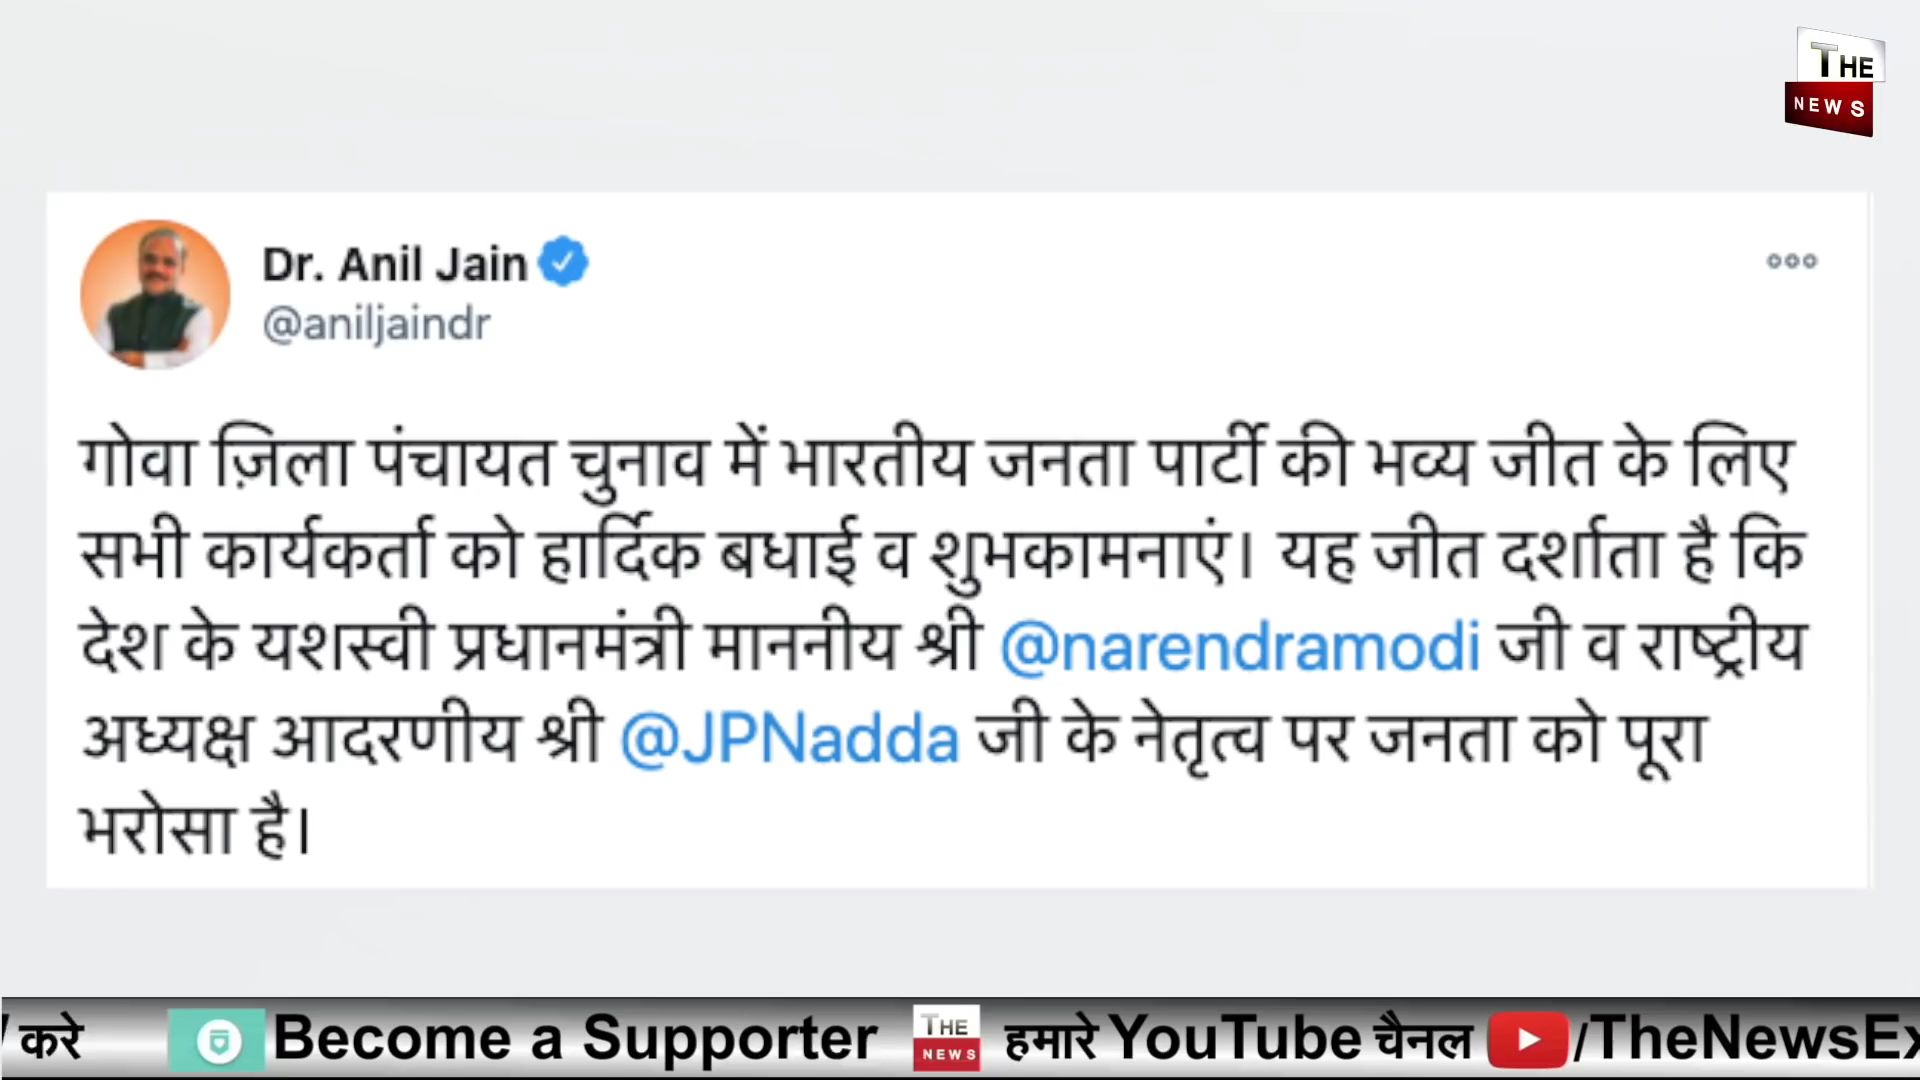 THE
NEWS
Dr. Anil Jain
@aniljaindr
गोवा ज़िला पंचायत चुनाव में भारतीय जनता पार्टी की भव्य जीत के लिए
सभी कार्यकर्ता को हार्दिक बधाई व शुभकामनाएं। यह जीत दर्शाता है कि
देश के यशस्वी प्रधानमंत्री माननीय श्री @narendramodi जी व राष्ट्रीय
अध्यक्ष आदरणीय श्री @JPNadda जी के नेतृत्व पर जनता को पूरा
भरोसा है।
/ करे Become a Supporter THE NEWS हमारे YouTube चैनल /TheNewsEx